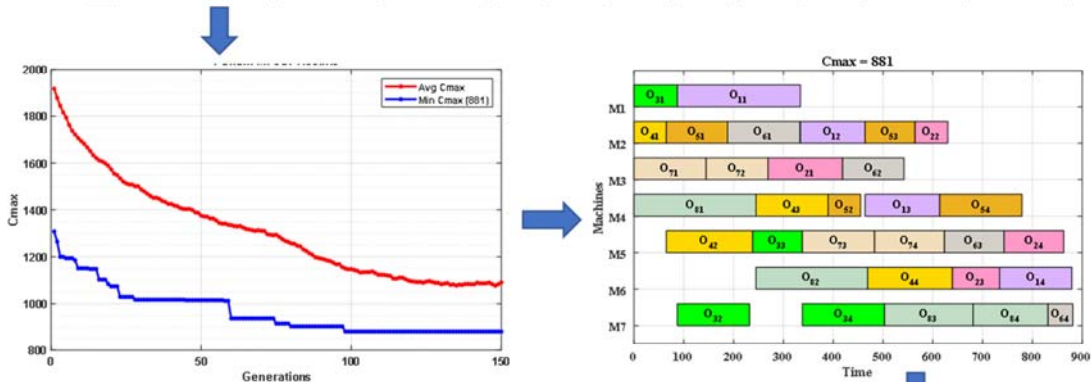 2000
1800
1600
1400
1200
1000
800
Cmax
0
50
100
150
Generations
Avg Cmax
Min Cmax (881)
Cmax = 881
Machines
M1
O31 O11
M2
O41 O51 O61 O12 O53 O22
M3
O71 O72 O21 O62
M4
O81 O43 O52 O13 O54
M5
O42 O33 O73 O74 O63 O24
M6
O82 O44 O23 O14
M7
O32 O34 O83 O84 O64
0 100 200 300 400 500 600 700 800 900
Time